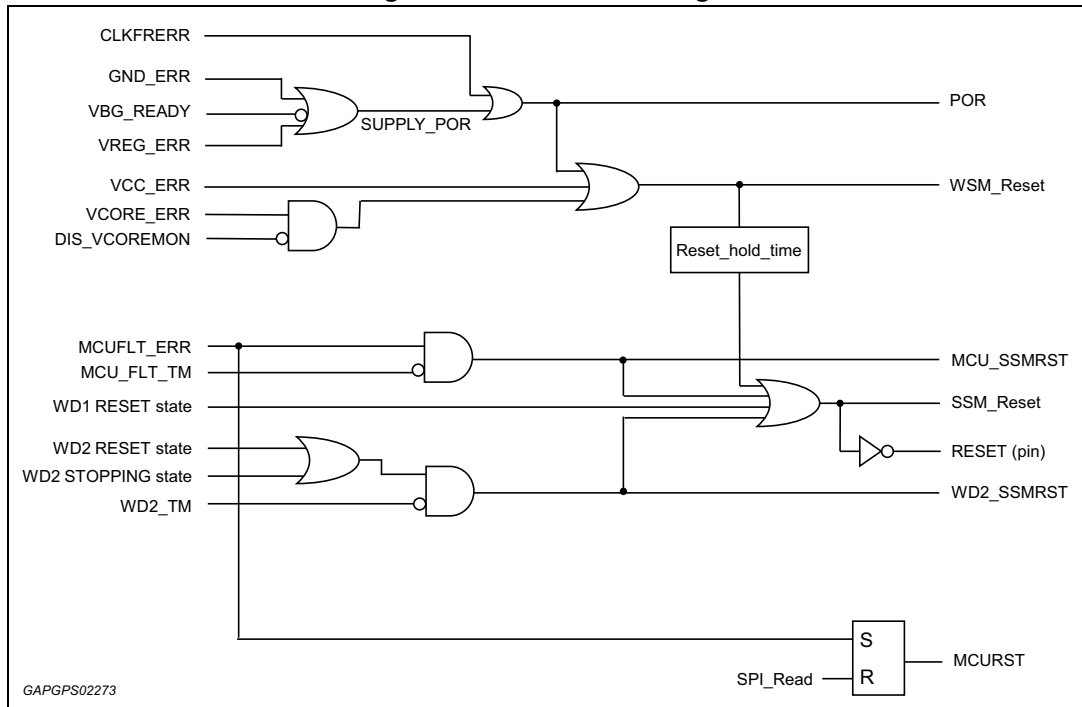 CLKFRERR
GND_ERR
VBG_READY
VREG_ERR
SUPPLY_POR
POR
VCC_ERR
WSM_Reset
VCORE_ERR
DIS_VCOREMON
Reset_hold_time
MCUFLT_ERR
MCU_FLT_TM
MCU_SSMRST
WD1 RESET state
SSM_Reset
WD2 RESET state
RESET (pin)
WD2 STOPPING state
WD2_TM
WD2_SSMRST
S
R
MCURST
SPI_Read
GAPGPS02273